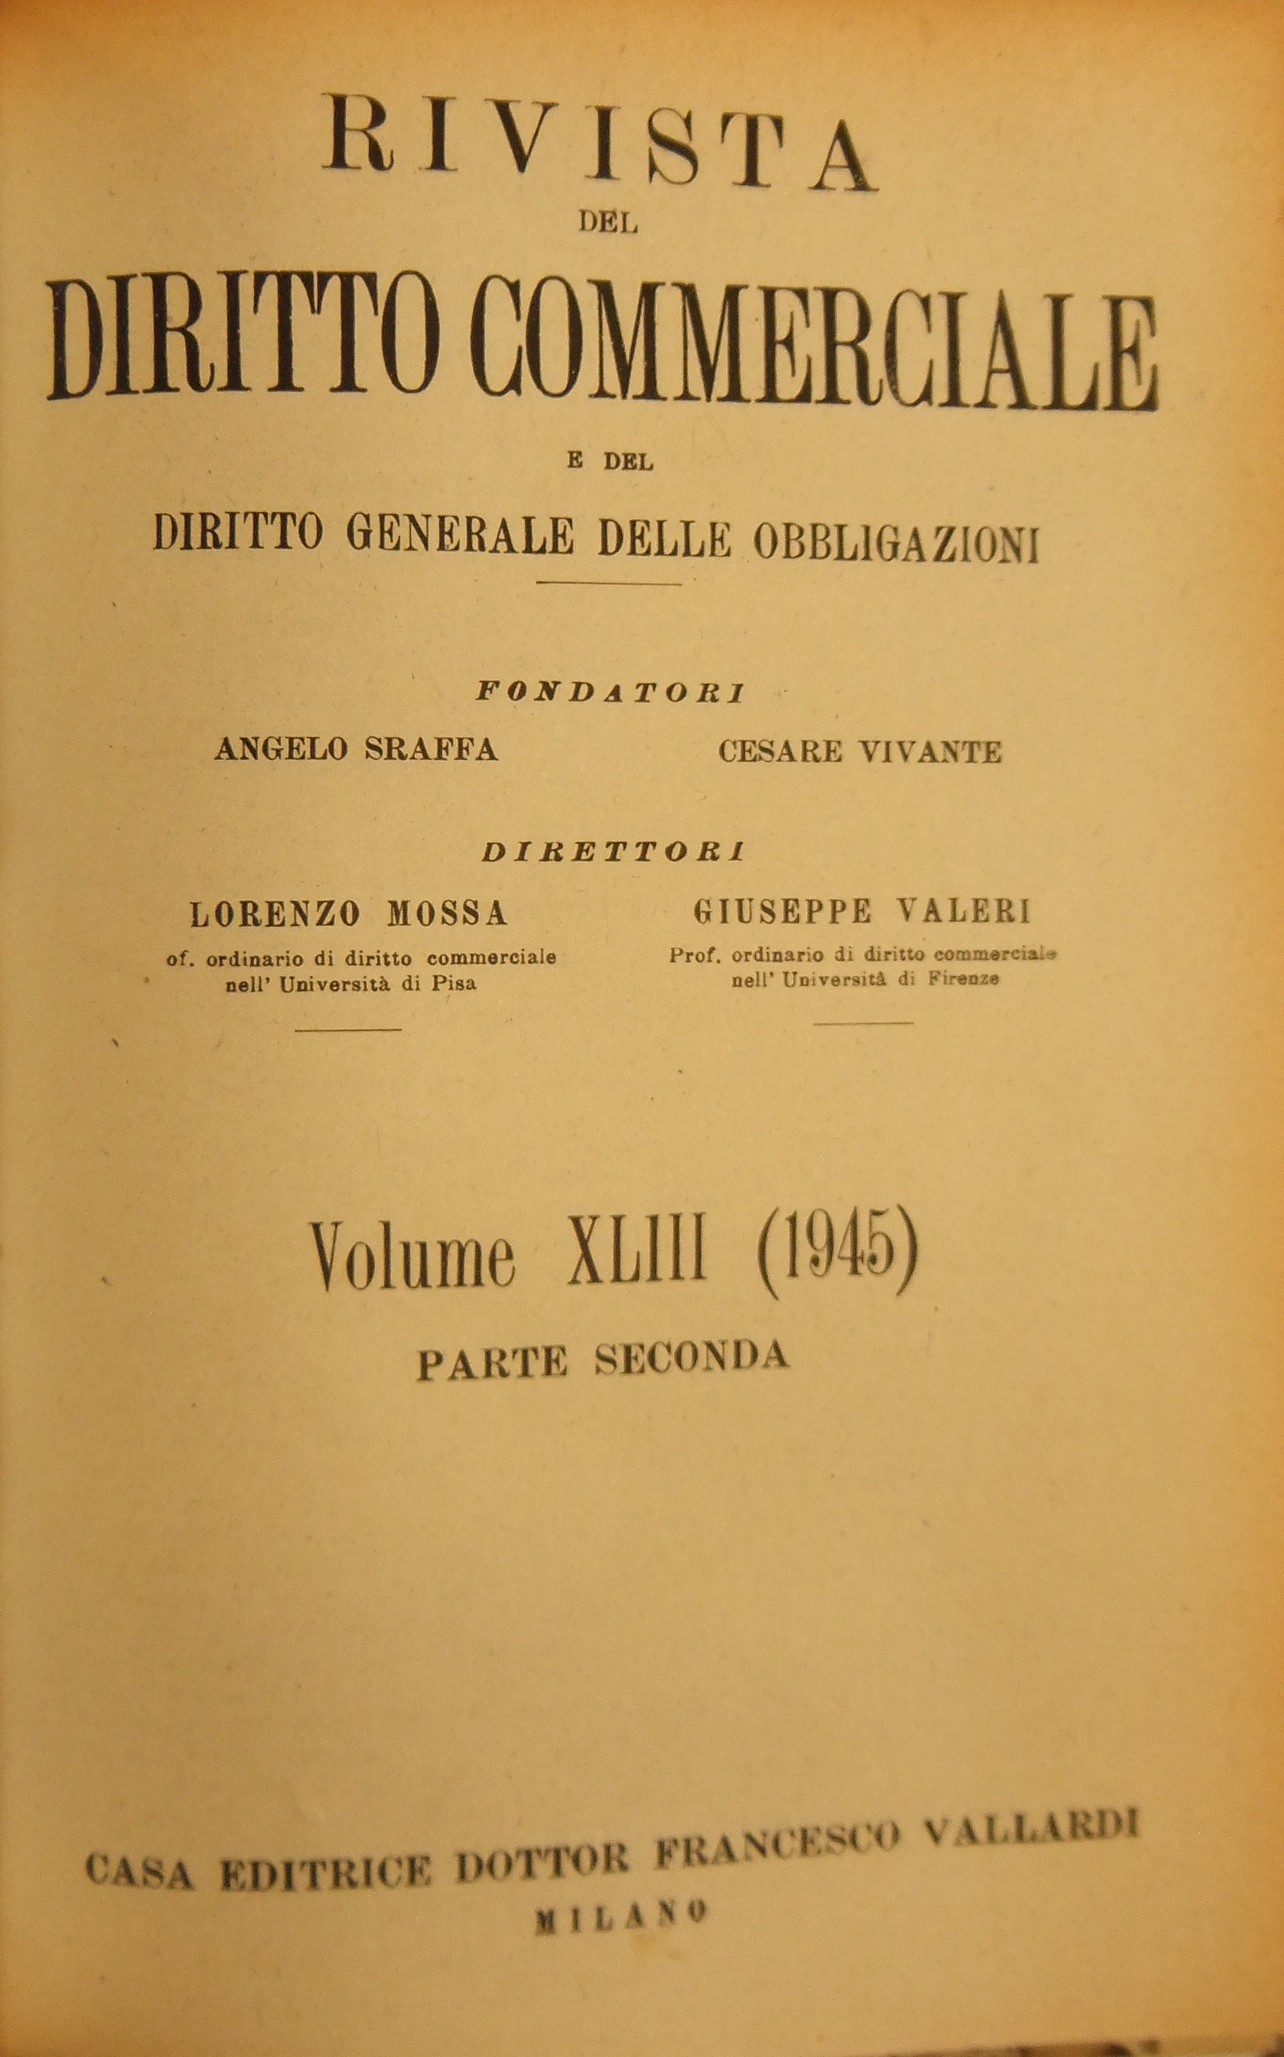 RIVISTA
DEL
DIRITTO COMMERCIALE
E DEL
DIRITTO GENERALE DELLE OBBLIGAZIONI
FONDATORI
ANGELO SRAFFA CESARE VIVANTE
DIRETTORI
LORENZO MOSSA GIUSEPPE VALERI
of. ordinario di diritto commerciale Prof. ordinario di diritto commerciale
nell' Università di Pisa nell' Università di Firenze
Volume XLIII (1945)
PARTE SECONDA
CASA EDITRICE DOTTOR FRANCESCO VALLARDI
MILANO